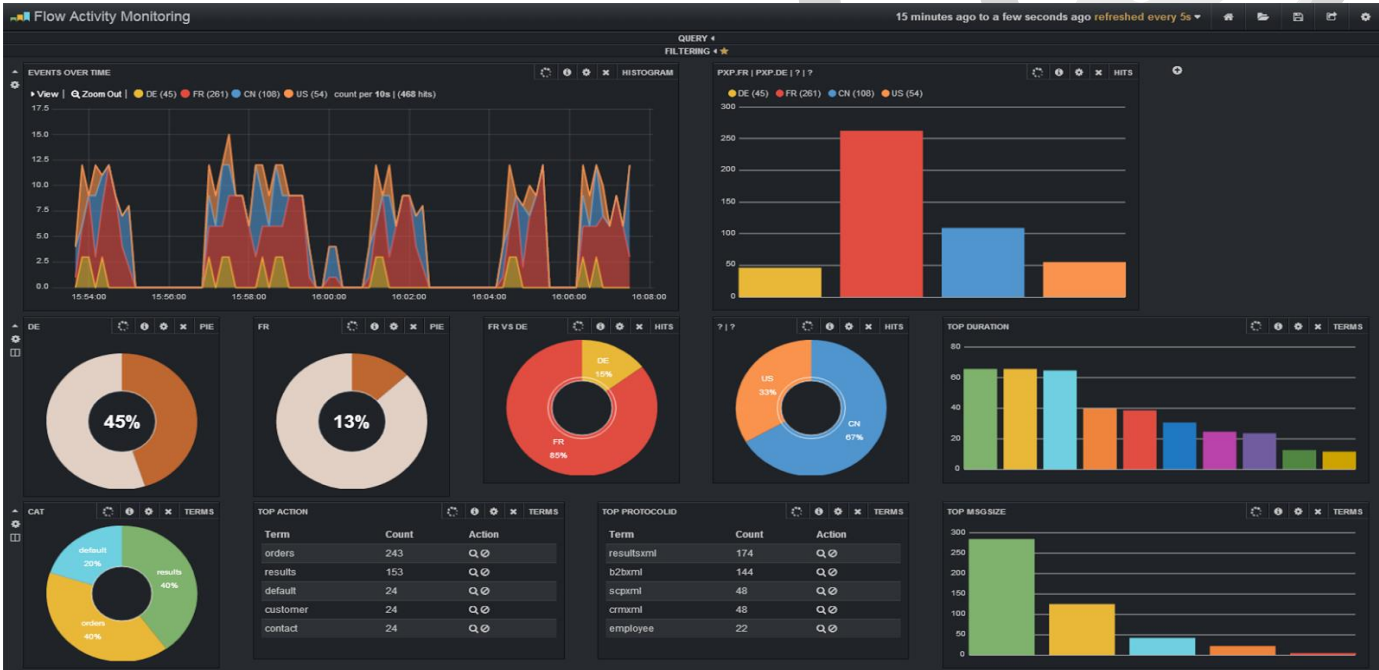 Flow Activity Monitoring
15 minutes ago to a few seconds ago refreshed every 5s
QUERY
FILTERING
EVENTS OVER TIME
HISTOGRAM
View | Zoom Out | DE (45) FR (261) CN (108) US (54) count per 10s | (468 hits)
17.5
15.0
12.5
10.0
7.5
5.0
2.5
0.0
15:54:00 15:56:00 15:58:00 16:00:00 16:02:00 16:04:00 16:06:00 16:08:00
PXP.FR | PXP.DE | ? | ?
HITS
DE (45) FR (261) CN (108) US (54)
300
250
200
150
100
50
0
DE
PIE
45%
FR
PIE
13%
FR VS DE
HITS
DE
15%
FR
85%
? | ?
HITS
US
33%
CN
67%
TOP DURATION
TERMS
80
60
40
20
0
CAT
TERMS
default
20%
results
40%
orders
40%
TOP ACTION
TERMS
Term Count Action
orders 243
results 153
default 24
customer 24
contact 24
TOP PROTOCOLID
TERMS
Term Count Action
resultsxml 174
b2bxml 144
scpxml 48
crmxml 48
employee 22
TOP MSGSIZE
TERMS
300
250
200
150
100
50
0